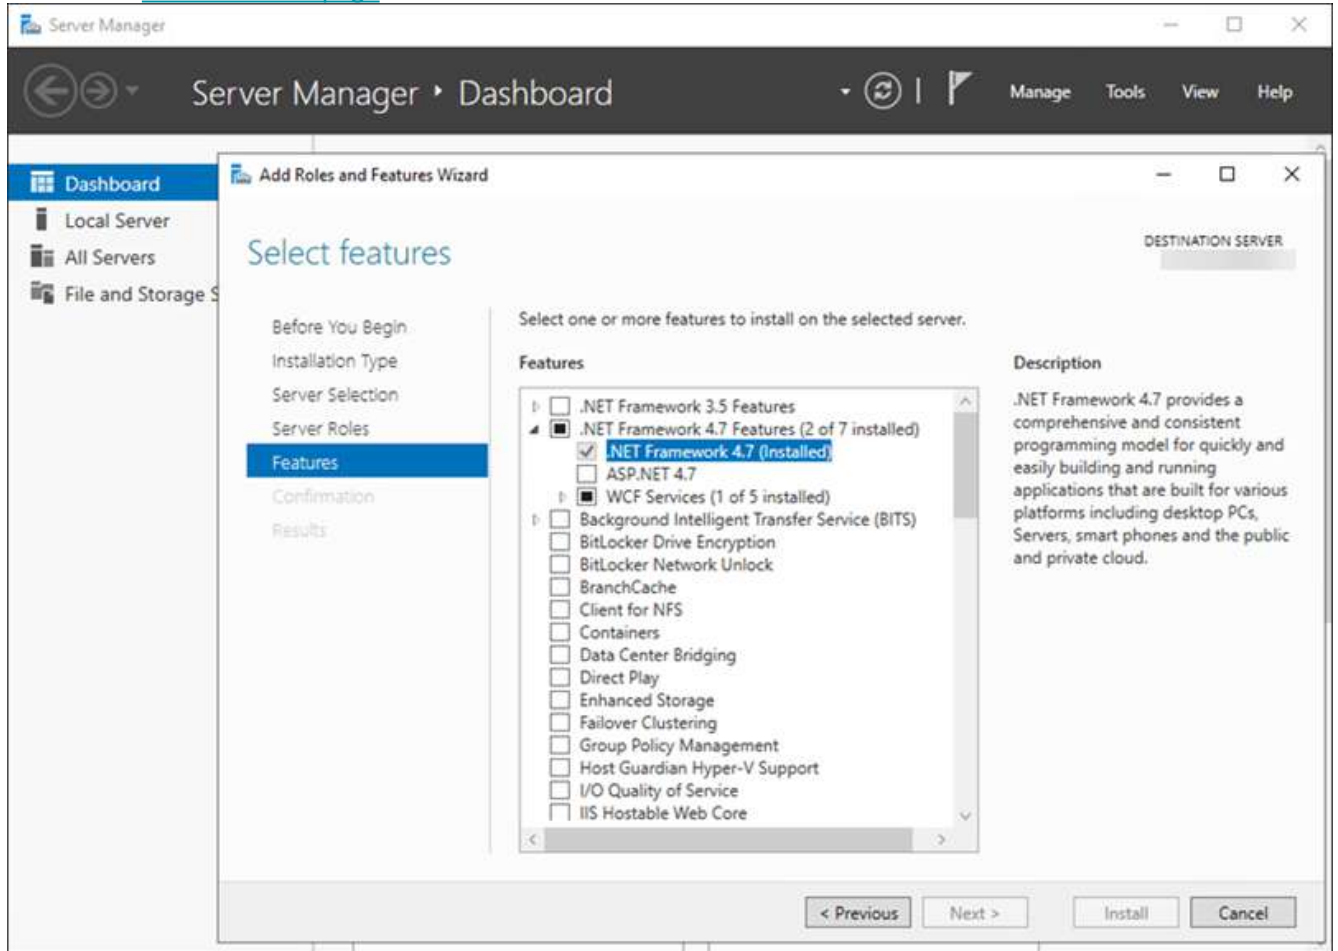 Server Manager
Server Manager • Dashboard
Manage Tools View Help
Dashboard
Local Server
All Servers
File and Storage S
Add Roles and Features Wizard
Select features
DESTINATION SERVER
Before You Begin
Installation Type
Server Selection
Server Roles
Features
Confirmation
Results
Select one or more features to install on the selected server.
Features
.NET Framework 3.5 Features
.NET Framework 4.7 Features (2 of 7 installed)
.NET Framework 4.7 (Installed)
ASP.NET 4.7
WCF Services (1 of 5 installed)
Background Intelligent Transfer Service (BITS)
BitLocker Drive Encryption
BitLocker Network Unlock
BranchCache
Client for NFS
Containers
Data Center Bridging
Direct Play
Enhanced Storage
Failover Clustering
Group Policy Management
Host Guardian Hyper-V Support
I/O Quality of Service
IIS Hostable Web Core
Description
.NET Framework 4.7 provides a
comprehensive and consistent
programming model for quickly and
easily building and running
applications that are built for various
platforms including desktop PCs,
Servers, smart phones and the public
and private cloud.
< Previous
Next >
Install
Cancel